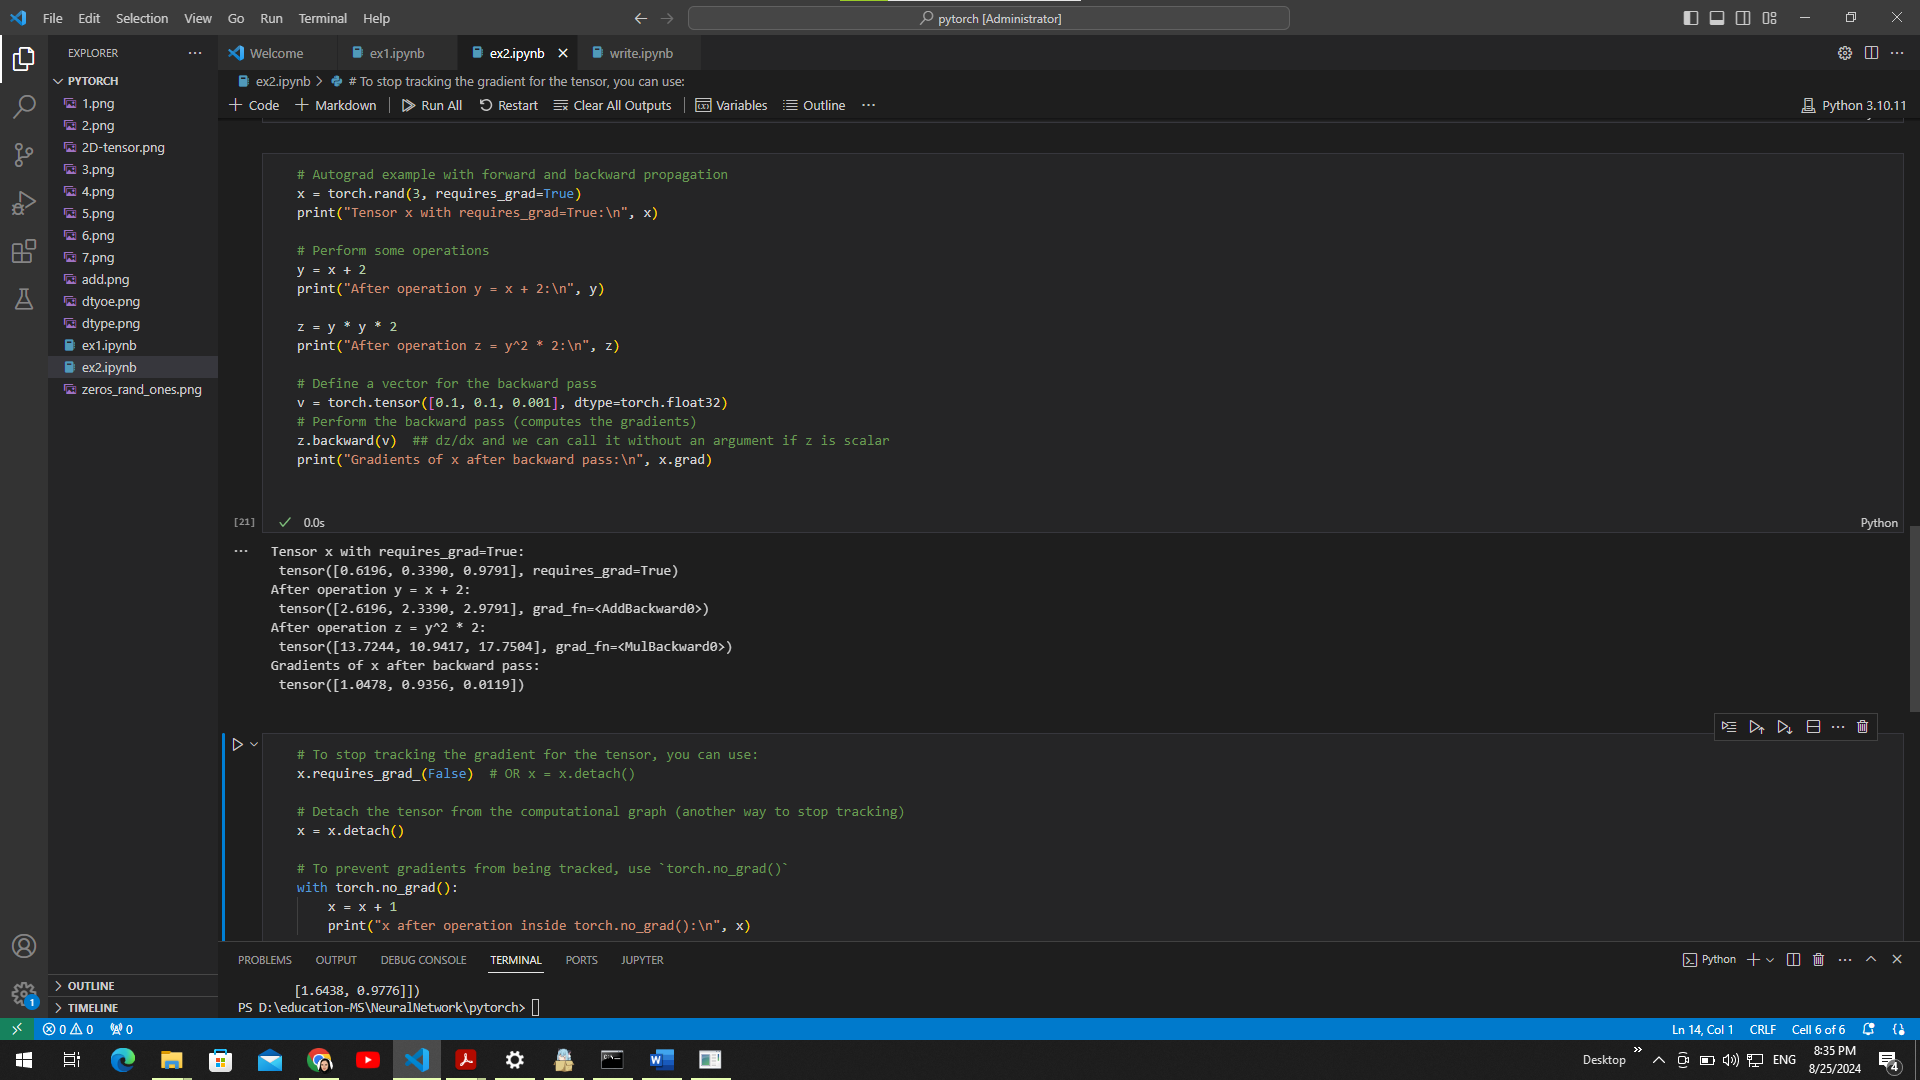 File Edit Selection View Go Run Terminal Help
pytorch [Administrator]
EXPLORER
PYTORCH
1.png
2.png
2D-tensor.png
3.png
4.png
5.png
6.png
7.png
add.png
dtyoe.png
dtype.png
ex1.ipynb
ex2.ipynb
zeros_rand_ones.png
OUTLINE
TIMELINE
Welcome ex1.ipynb ex2.ipynb write.ipynb
ex2.ipynb > # To stop tracking the gradient for the tensor, you can use:
+ Code + Markdown Run All Restart Clear All Outputs Variables Outline ... Python 3.10.11
# Autograd example with forward and backward propagation
x = torch.rand(3, requires_grad=True)
print("Tensor x with requires_grad=True:\n", x)
# Perform some operations
y = x + 2
print("After operation y = x + 2:\n", y)
z = y * y * 2
print("After operation z = y^2 * 2:\n", z)
# Define a vector for the backward pass
v = torch.tensor([0.1, 0.1, 0.001], dtype=torch.float32)
# Perform the backward pass (computes the gradients)
z.backward(v)  ## dz/dx and we can call it without an argument if z is scalar
print("Gradients of x after backward pass:\n", x.grad)
[21] 0.0s Python
Tensor x with requires_grad=True:
tensor([0.6196, 0.3390, 0.9791], requires_grad=True)
After operation y = x + 2:
tensor([2.6196, 2.3390, 2.9791], grad_fn=<AddBackward0>)
After operation z = y^2 * 2:
tensor([13.7244, 10.9417, 17.7504], grad_fn=<MulBackward0>)
Gradients of x after backward pass:
tensor([1.0478, 0.9356, 0.0119])
# To stop tracking the gradient for the tensor, you can use:
x.requires_grad_(False)  # OR x = x.detach()
# Detach the tensor from the computational graph (another way to stop tracking)
x = x.detach()
# To prevent gradients from being tracked, use `torch.no_grad()`
with torch.no_grad():
x = x + 1
print("x after operation inside torch.no_grad():\n", x)
PROBLEMS OUTPUT DEBUG CONSOLE TERMINAL PORTS JUPYTER Python
[1.6438, 0.9776]])
PS D:\education-MS\NeuralNetwork\pytorch>
1
0 0 0 Ln 14, Col 1 CRLF Cell 6 of 6
Desktop ENG 8:35 PM
8/25/2024 4